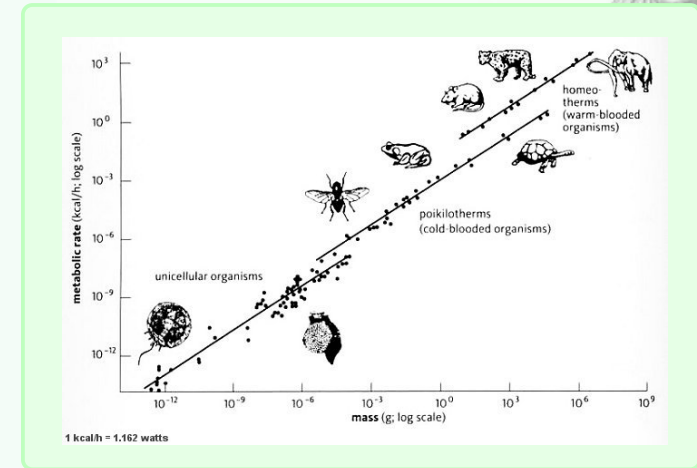 10³
10⁰
10⁻³
10⁻⁶
10⁻⁹
10⁻¹²
metabolic rate (kcal/h; log scale)
homeo-
therms
(warm-blooded
organisms)
poikilotherms
(cold-blooded organisms)
unicellular organisms
10⁻¹² 10⁻⁹ 10⁻⁶ 10⁻³ 10⁰ 10³ 10⁶ 10⁹
mass (g; log scale)
1 kcal/h = 1.162 watts